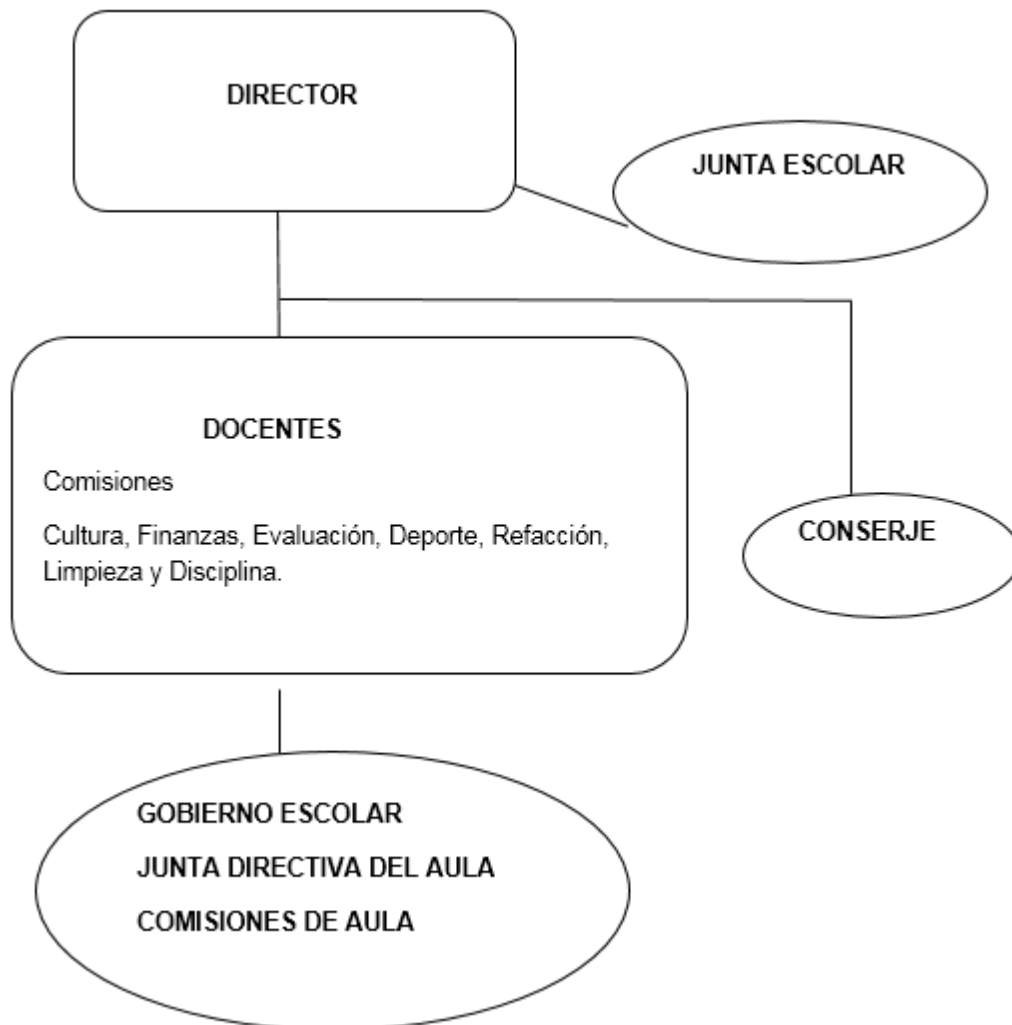 DIRECTOR
JUNTA ESCOLAR
DOCENTES
Comisiones
Cultura, Finanzas, Evaluación, Deporte, Refacción,
Limpieza y Disciplina.
CONSERJE
GOBIERNO ESCOLAR
JUNTA DIRECTIVA DEL AULA
COMISIONES DE AULA